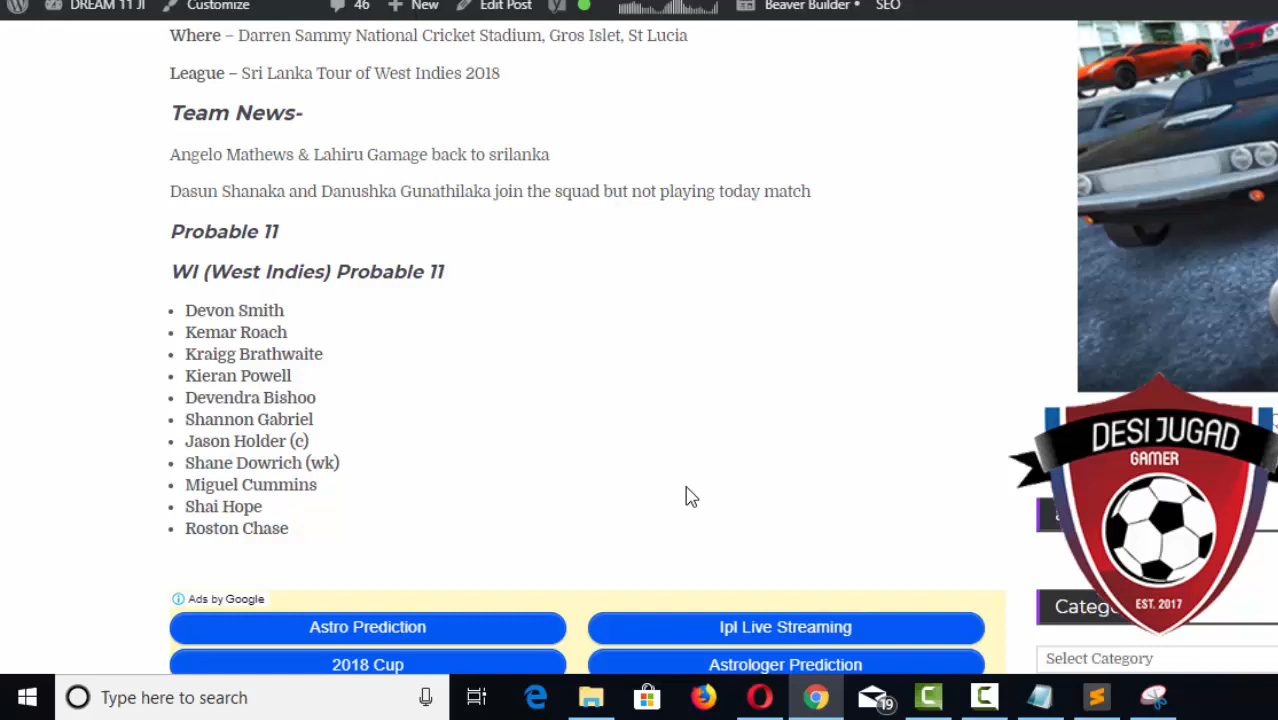 DREAM 11 JI Customize 46 New Edit Post Beaver Builder SEO
Where – Darren Sammy National Cricket Stadium, Gros Islet, St Lucia
League – Sri Lanka Tour of West Indies 2018
Team News-
Angelo Mathews & Lahiru Gamage back to srilanka
Dasun Shanaka and Danushka Gunathilaka join the squad but not playing today match
Probable 11
WI (West Indies) Probable 11
Devon Smith
Kemar Roach
Kraigg Brathwaite
Kieran Powell
Devendra Bishoo
Shannon Gabriel
Jason Holder (c)
Shane Dowrich (wk)
Miguel Cummins
Shai Hope
Roston Chase
Ads by Google
Astro Prediction
Ipl Live Streaming
2018 Cup
Astrologer Prediction
DESI JUGAD
GAMER
EST. 2017
Select Category
Type here to search
19